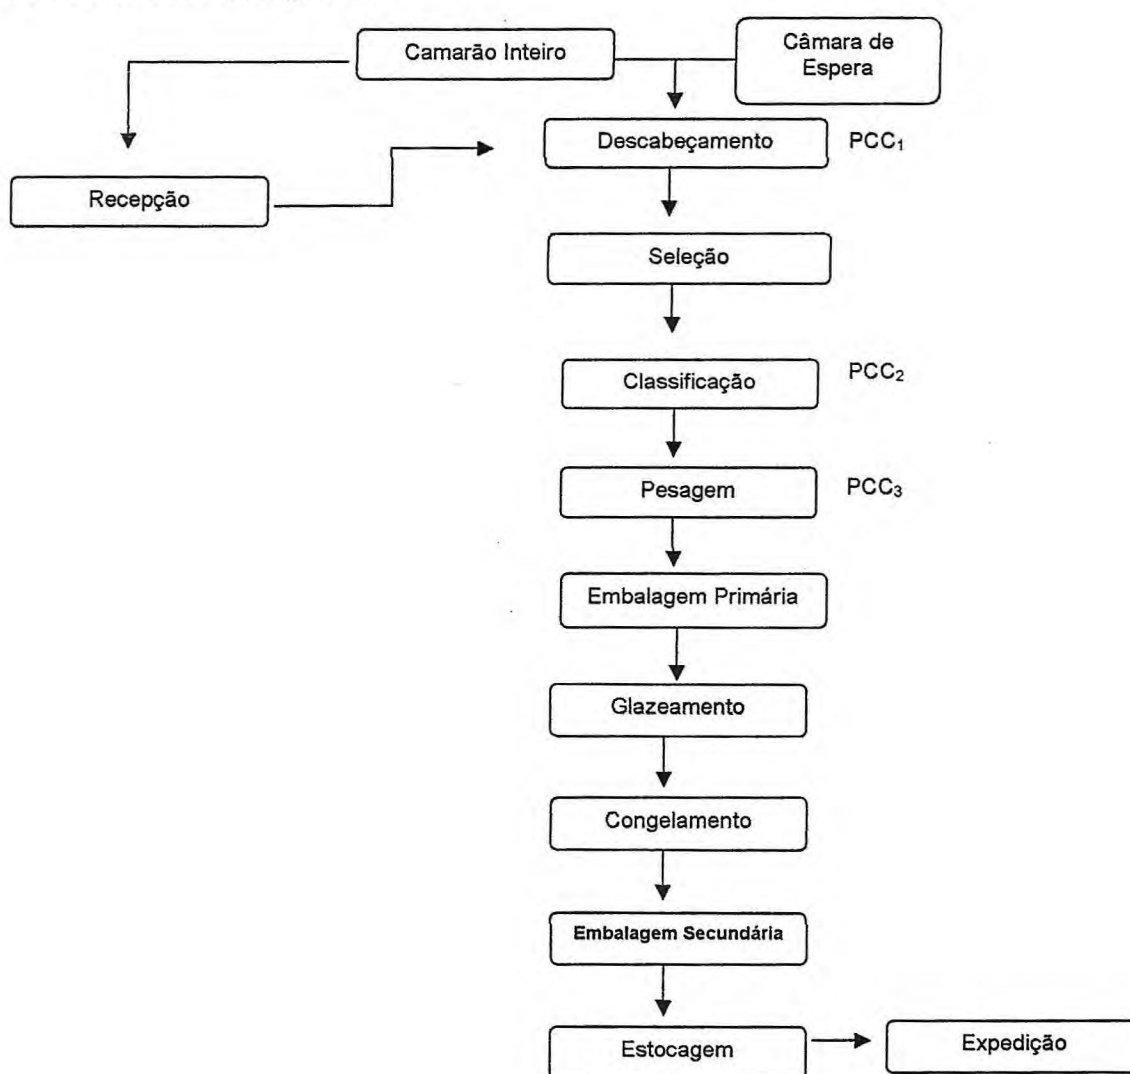 Camarão Inteiro
Câmara de
Espera
Descabeçamento
PCC₁
Recepção
Seleção
Classificação
PCC₂
Pesagem
PCC₃
Embalagem Primária
Glazeamento
Congelamento
Embalagem Secundária
Estocagem
Expedição